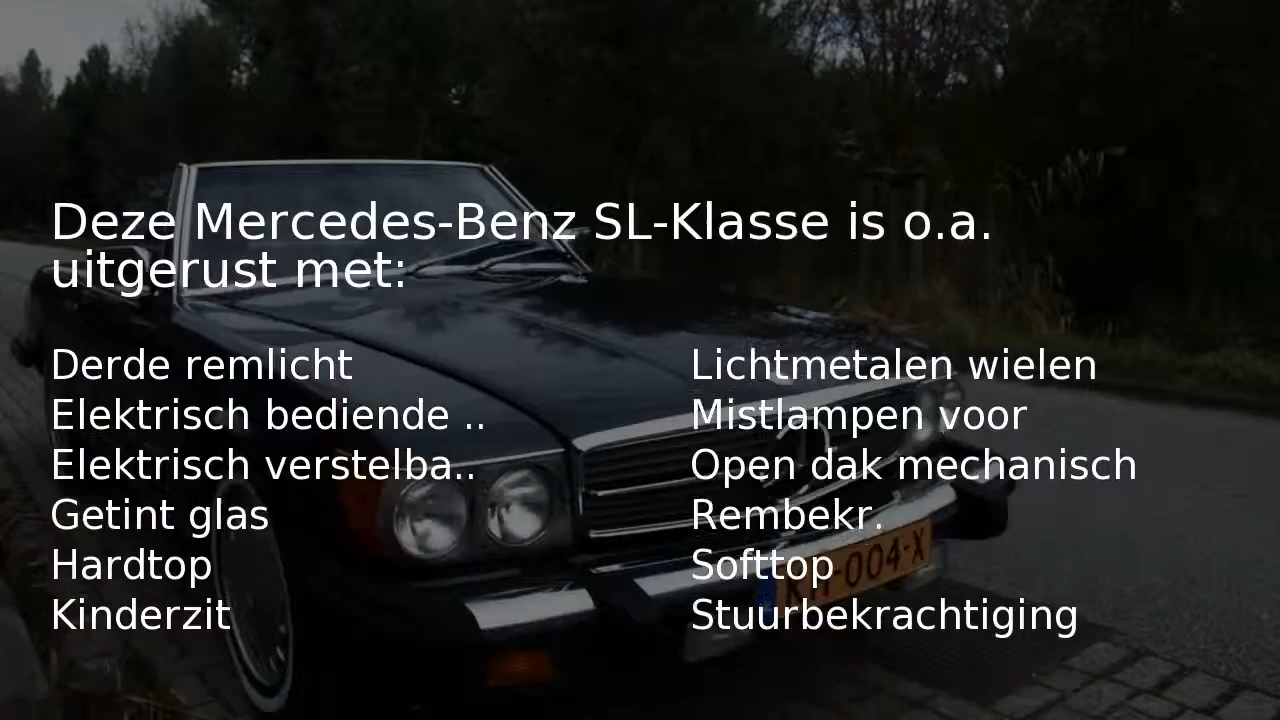 Deze Mercedes-Benz SL-Klasse is o.a.
uitgerust met:
Derde remlicht
Elektrisch bediende ..
Elektrisch verstelba..
Getint glas
Hardtop
Kinderzit
Lichtmetalen wielen
Mistlampen voor
Open dak mechanisch
Rembekr.
Softtop
Stuurbekrachtiging